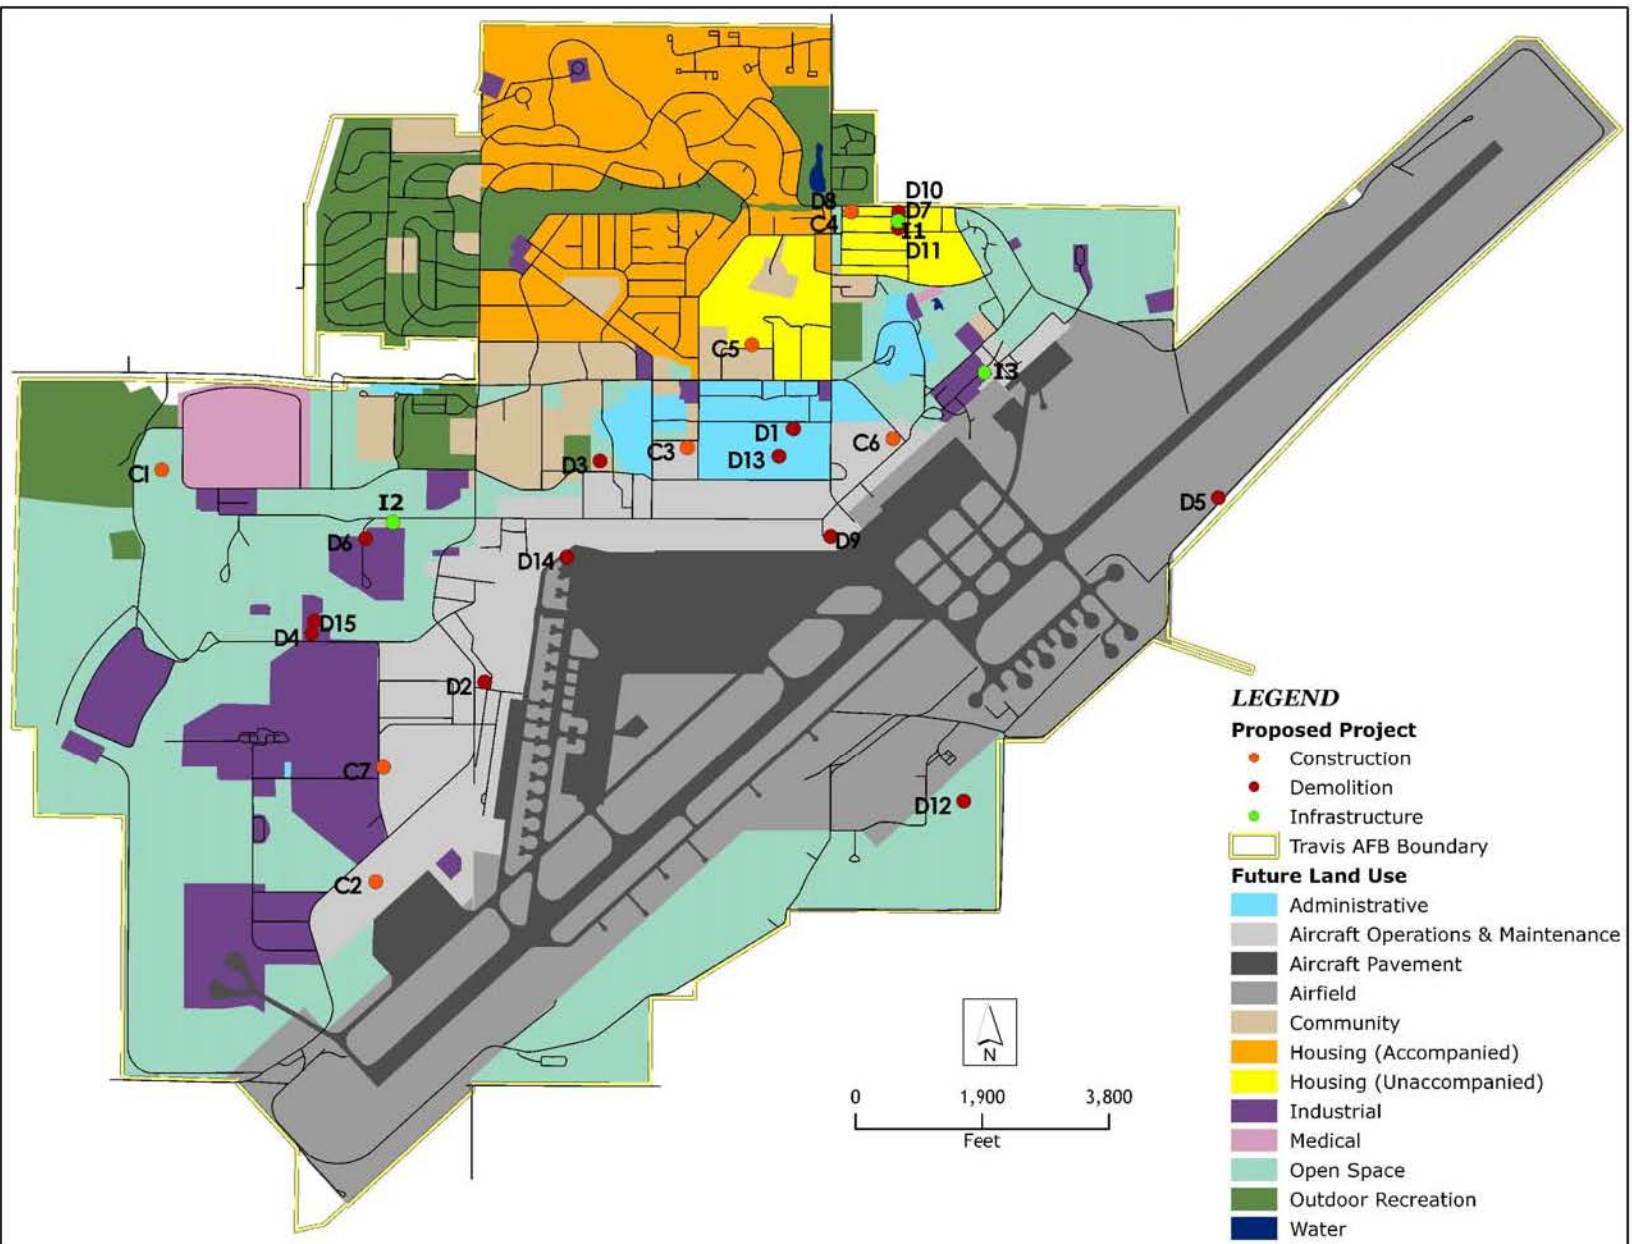 D10
D8
D7
C4
I1
D11
C5
I3
D1
C6
C3
D13
D3
C1
D5
I2
D6
D9
D14
D15
D4
D2
C7
D12
C2
LEGEND
Proposed Project
Construction
Demolition
Infrastructure
Travis AFB Boundary
Future Land Use
Administrative
Aircraft Operations & Maintenance
Aircraft Pavement
Airfield
Community
Housing (Accompanied)
Housing (Unaccompanied)
Industrial
Medical
Open Space
Outdoor Recreation
Water
N
0 1,900 3,800
Feet